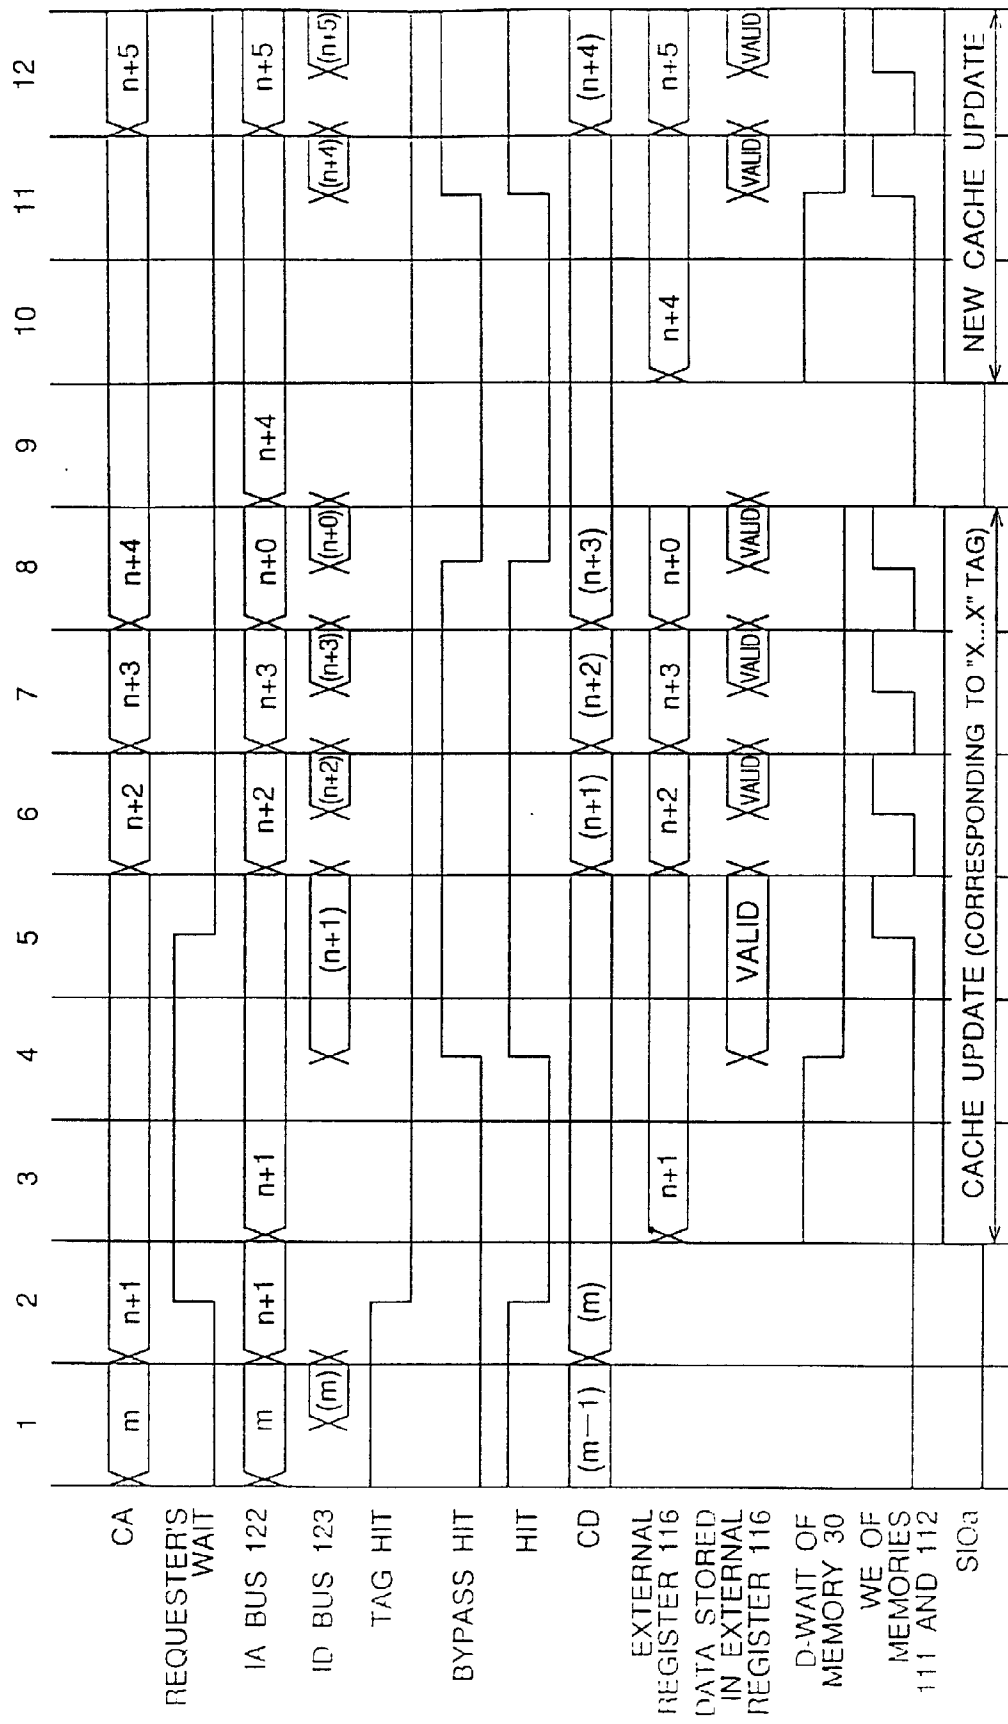 1 2 3 4 5 6 7 8 9 10 11 12
CA m n+1 n+2 n+3 n+4 n+5
REQUESTER'S
WAIT
IA BUS 122 m n+1 n+1 n+2 n+3 n+0 n+4 n+5
ID BUS 123 (m) (n+1) (n+2) (n+3) (n+0) (n+4) (n+5)
TAG HIT
BYPASS HIT
HIT
CD (m−1) (m) (n+1) (n+2) (n+3) (n+4)
EXTERNAL
REGISTER 116 n+1 n+2 n+3 n+0 n+4 n+5
DATA STORED
IN EXTERNAL
REGISTER 116 VALID VALID VALID VALID VALID VALID
D-WAIT OF
MEMORY 30
WE OF
MEMORIES
111 AND 112
SIQa
CACHE UPDATE (CORRESPONDING TO "X...X" TAG) NEW CACHE UPDATE